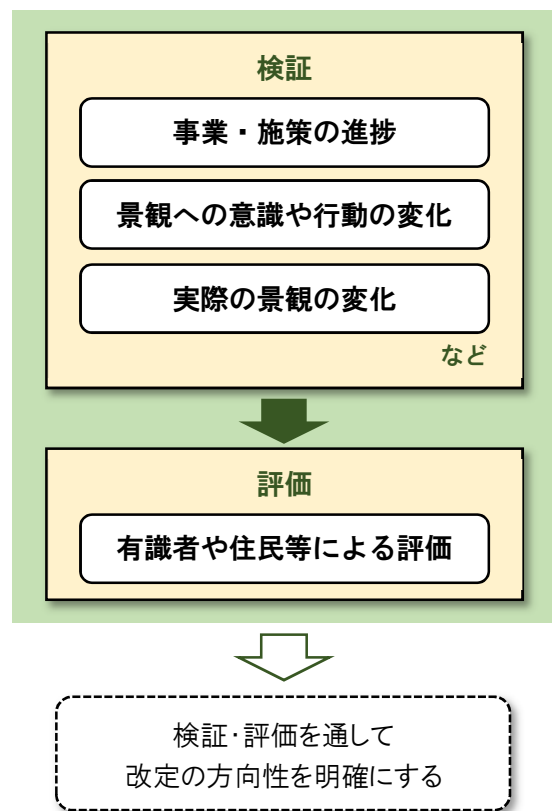 検証
事業・施策の進捗
景観への意識や行動の変化
実際の景観の変化
など
評価
有識者や住民等による評価
検証・評価を通して
改定の方向性を明確にする